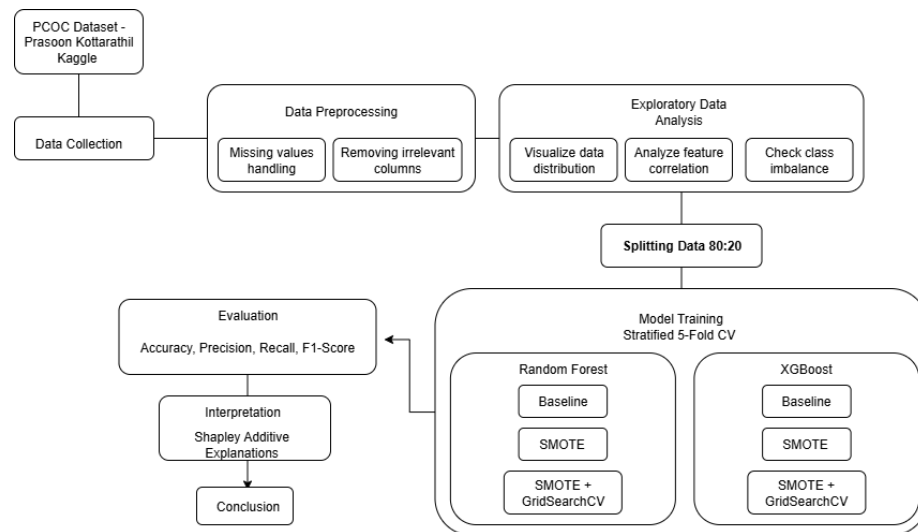 PCOC Dataset -
Prasoon Kottarathil
Kaggle
Data Collection
Data Preprocessing
Missing values
handling
Removing irrelevant
columns
Exploratory Data
Analysis
Visualize data
distribution
Analyze feature
correlation
Check class
imbalance
Splitting Data 80:20
Model Training
Stratified 5-Fold CV
Random Forest
Baseline
SMOTE
SMOTE +
GridSearchCV
XGBoost
Baseline
SMOTE
SMOTE +
GridSearchCV
Evaluation
Accuracy, Precision, Recall, F1-Score
Interpretation
Shapley Additive
Explanations
Conclusion